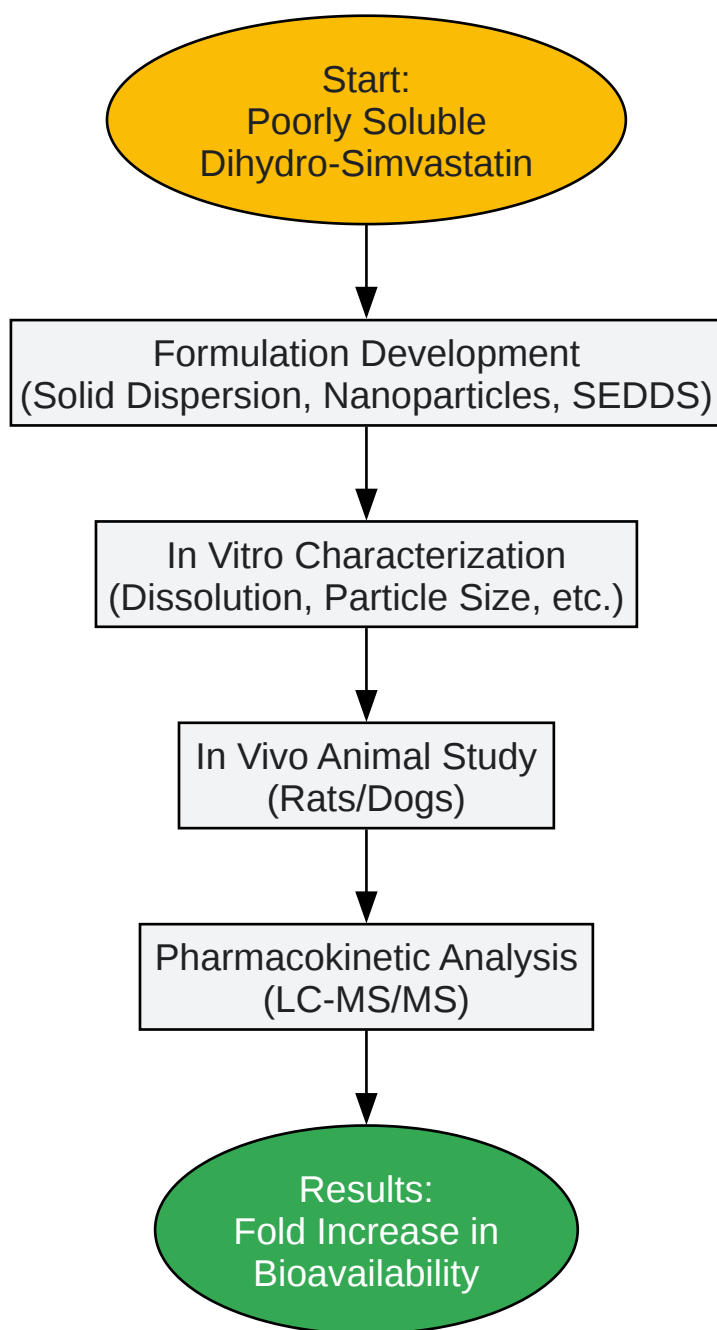 Start:
Poorly Soluble
Dihydro-Simvastatin
Formulation Development
(Solid Dispersion, Nanoparticles, SEDDS)
In Vitro Characterization
(Dissolution, Particle Size, etc.)
In Vivo Animal Study
(Rats/Dogs)
Pharmacokinetic Analysis
(LC-MS/MS)
Results:
Fold Increase in
Bioavailability